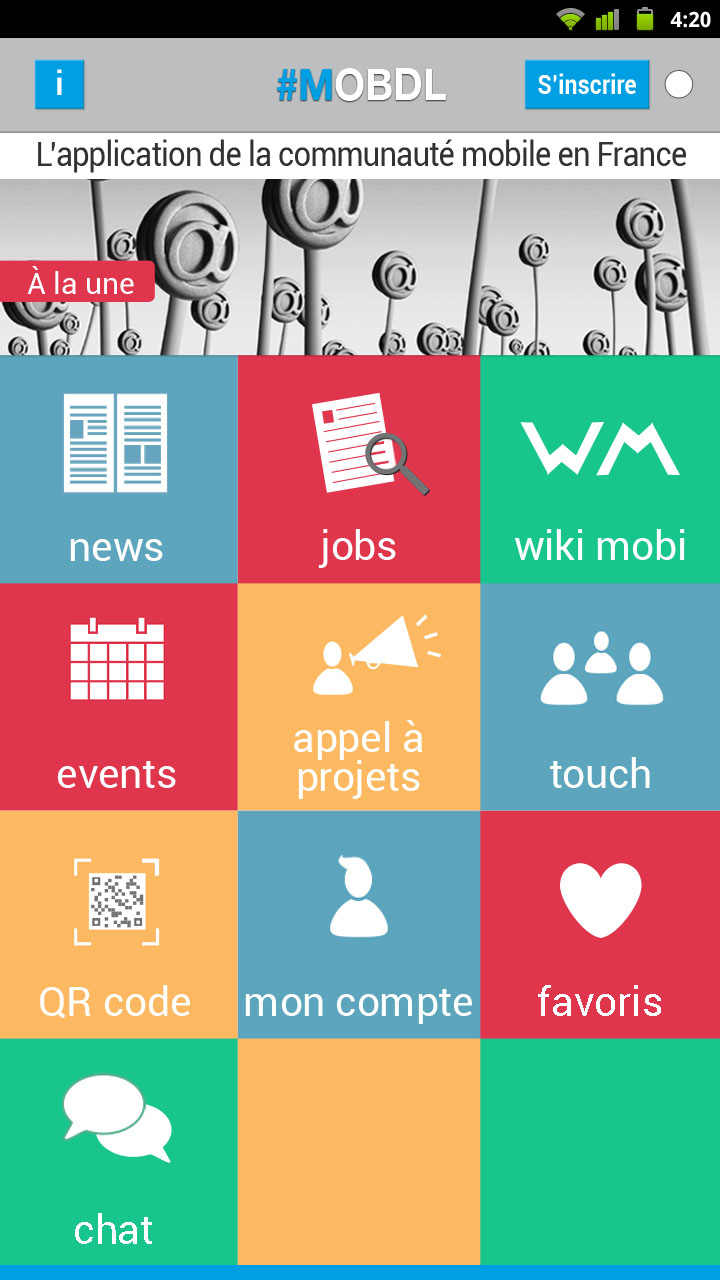 4:20
i
#MOBDL
S'inscrire
L'application de la communauté mobile en France
À la une
news
jobs
WM
wiki mobi
events
appel à
projets
touch
QR code
mon compte
favoris
chat